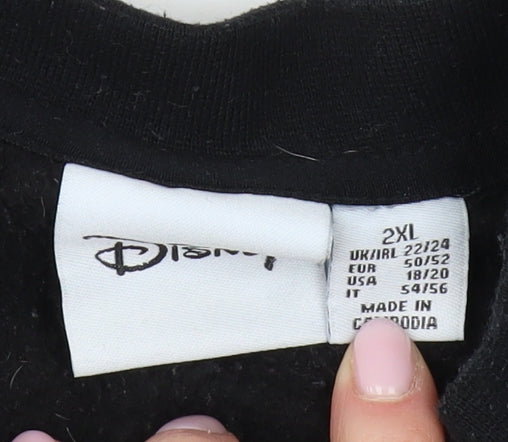 Disney
2XL
UK/IRL 22/24
EUR 50/52
USA 18/20
IT 54/56
MADE IN
CAMBODIA